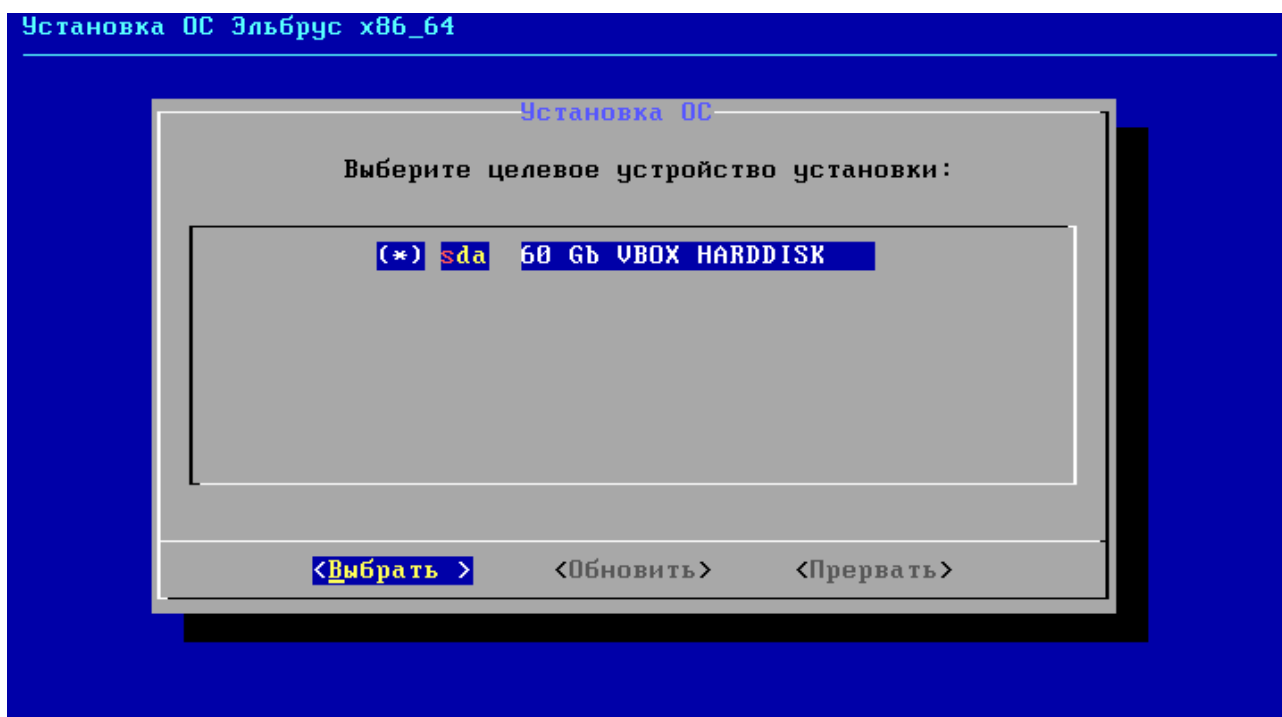 Установка ОС Эльбрус x86_64
Установка ОС
Выберите целевое устройство установки:
(*) sda 60 Gb VBOX HARDDISK
<Выбрать > <Обновить> <Прервать>